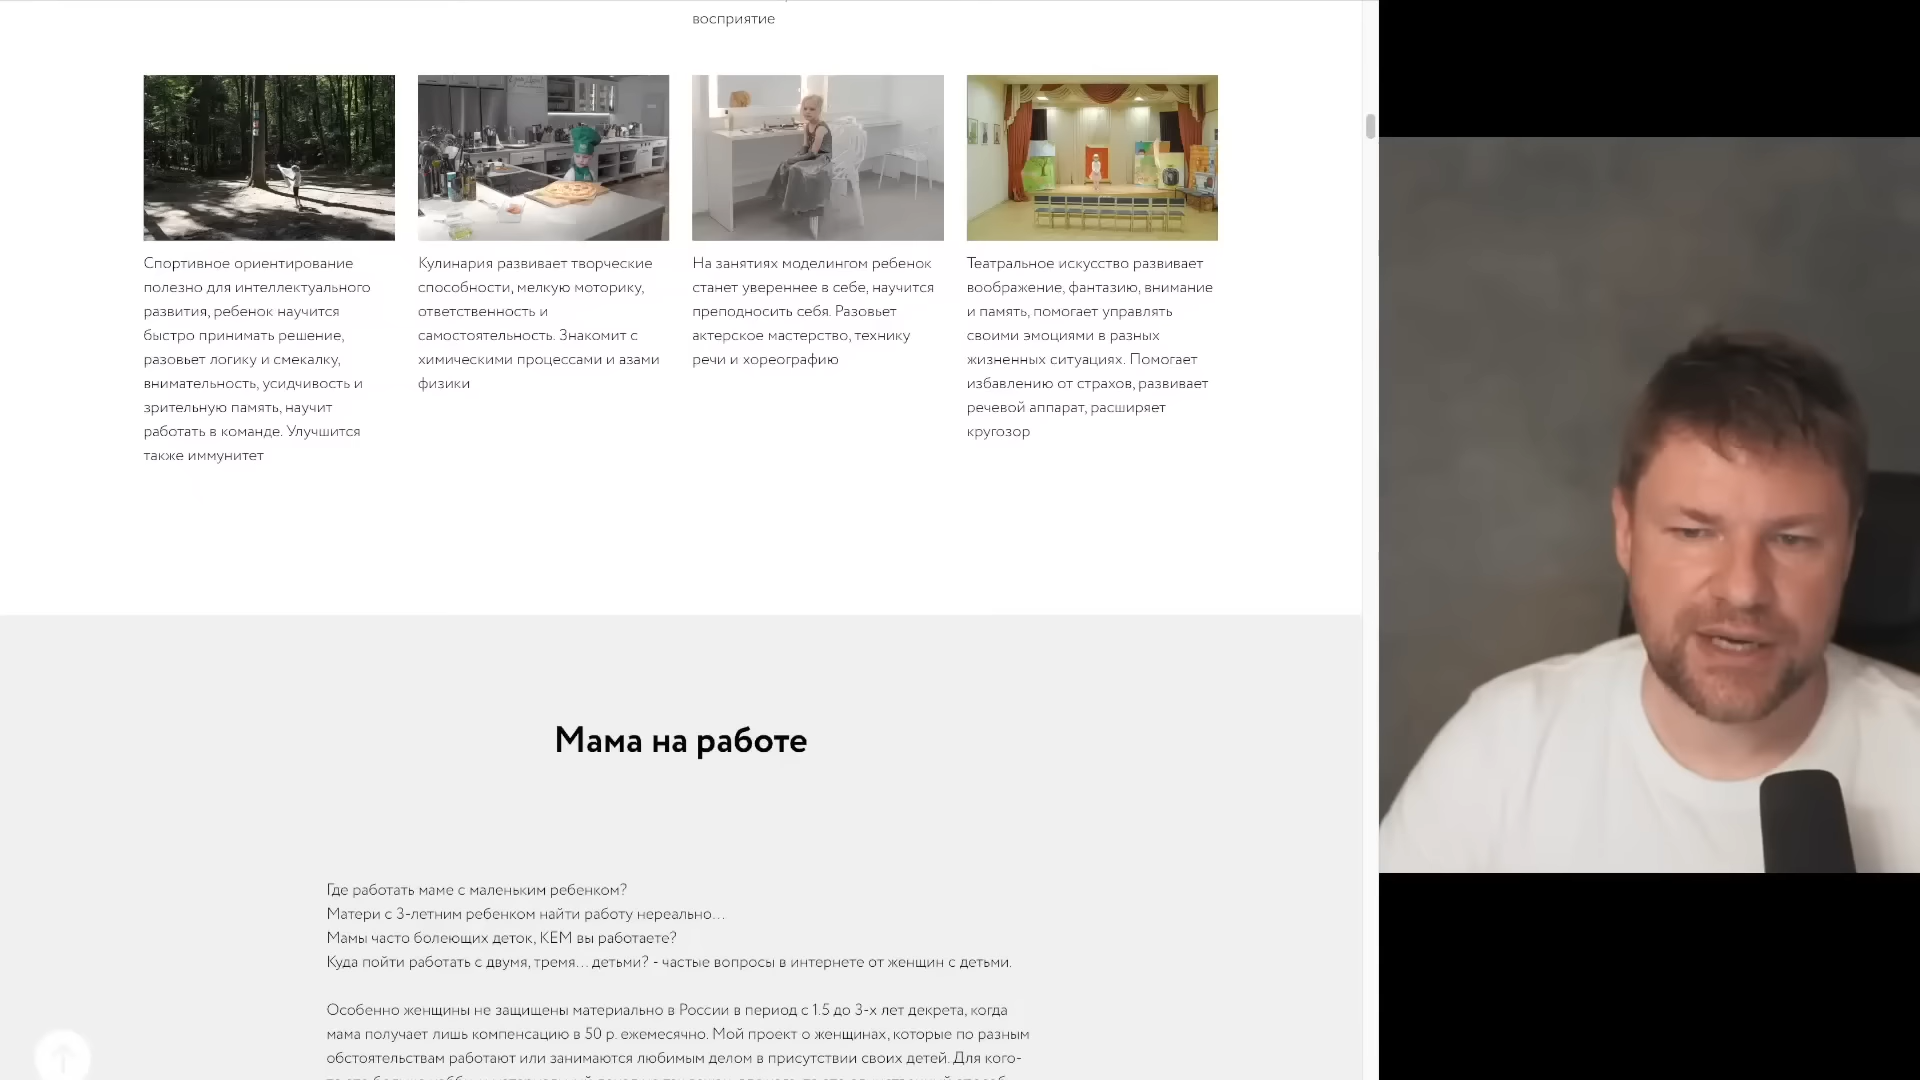 восприятие
Спортивное ориентирование
полезно для интеллектуального
развития, ребенок научится
быстро принимать решение,
разовьет логику и смекалку,
внимательность, усидчивость и
зрительную память, научит
работать в команде. Улучшится
также иммунитет
Кулинария развивает творческие
способности, мелкую моторику,
ответственность и
самостоятельность. Знакомит с
химическими процессами и азами
физики
На занятиях моделингом ребенок
станет увереннее в себе, научится
преподносить себя. Разовьет
актерское мастерство, технику
речи и хореографию
Театральное искусство развивает
воображение, фантазию, внимание
и память, помогает управлять
своими эмоциями в разных
жизненных ситуациях. Помогает
избавлению от страхов, развивает
речевой аппарат, расширяет
кругозор
Мама на работе
Где работать маме с маленьким ребенком?
Матери с 3-летним ребенком найти работу нереально...
Мамы часто болеющих деток, КЕМ вы работаете?
Куда пойти работать с двумя, тремя... детьми? - частые вопросы в интернете от женщин с детьми.
Особенно женщины не защищены материально в России в период с 1.5 до 3-х лет декрета, когда
мама получает лишь компенсацию в 50 р. ежемесячно. Мой проект о женщинах, которые по разным
обстоятельствам работают или занимаются любимым делом в присутствии своих детей. Для кого-